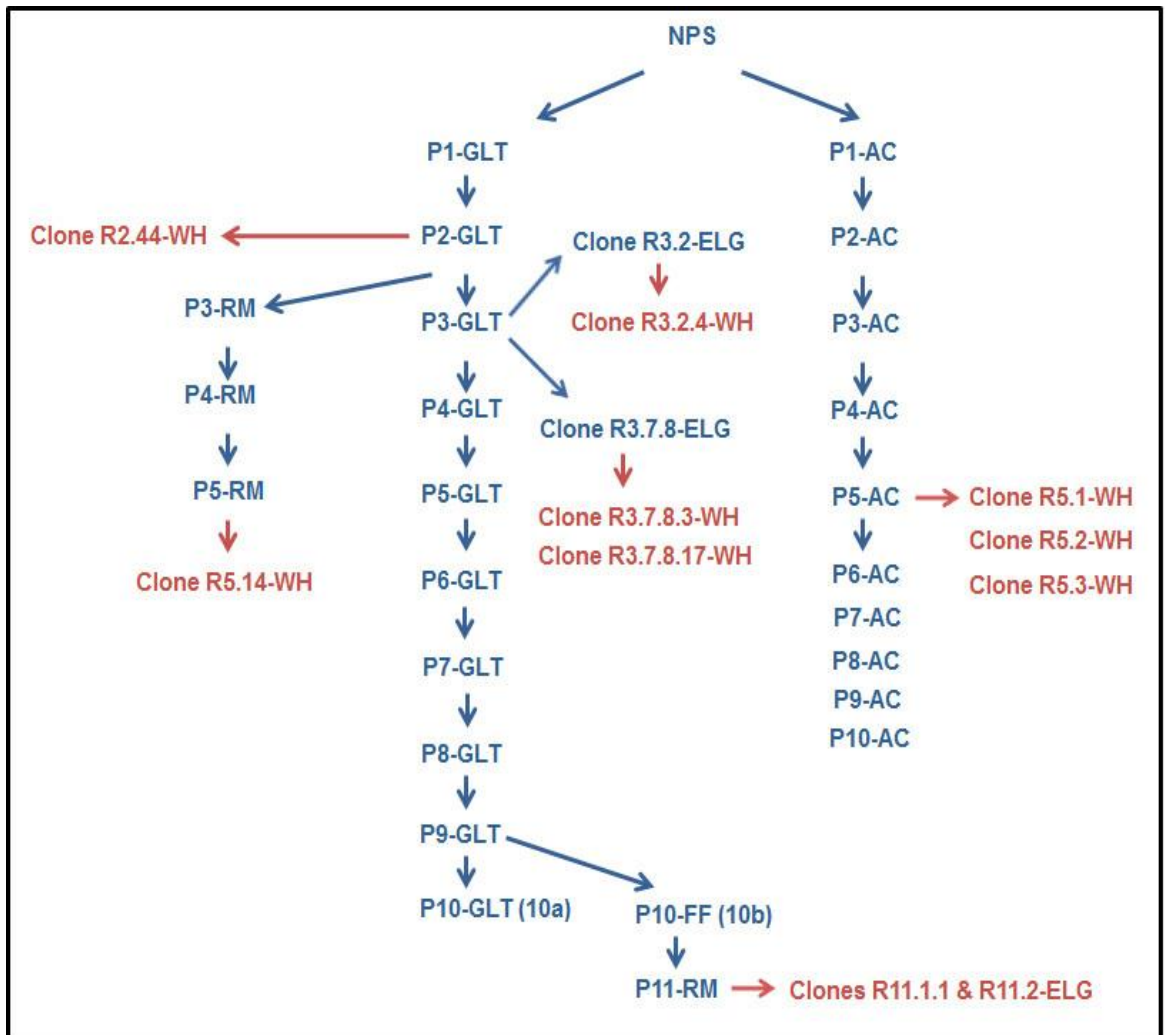 NPS
P1-GLT
P1-AC
Clone R2.44-WH
P2-GLT
Clone R3.2-ELG
P2-AC
P3-RM
P3-GLT
Clone R3.2.4-WH
P3-AC
P4-RM
P4-GLT
Clone R3.7.8-ELG
P4-AC
P5-RM
P5-GLT
Clone R3.7.8.3-WH
Clone R3.7.8.17-WH
P5-AC
Clone R5.1-WH
Clone R5.2-WH
Clone R5.3-WH
Clone R5.14-WH
P6-GLT
P6-AC
P7-AC
P7-GLT
P8-AC
P9-AC
P10-AC
P8-GLT
P9-GLT
P10-GLT (10a)
P10-FF (10b)
P11-RM
Clones R11.1.1 & R11.2-ELG